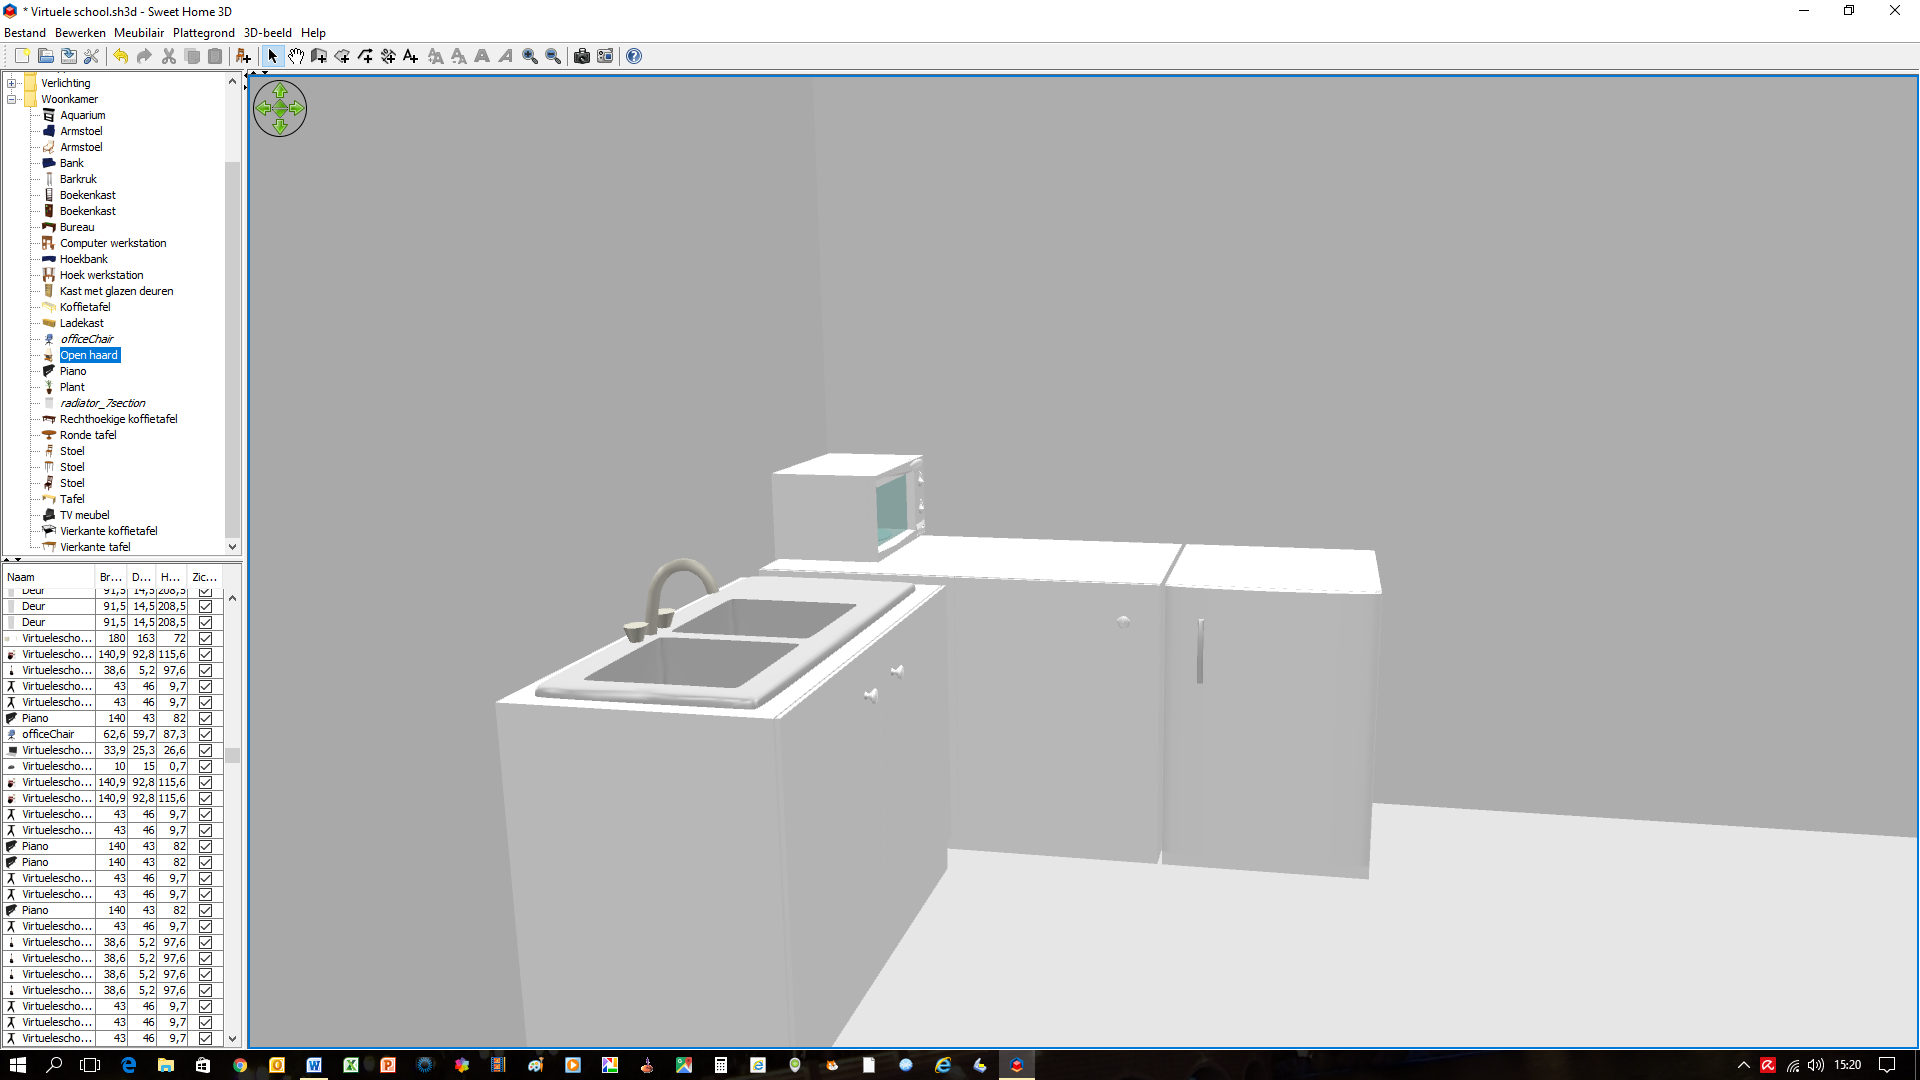 * Virtuele school.sh3d - Sweet Home 3D
Bestand Bewerken Meubilair Plattegrond 3D-beeld Help
Verlichting
Woonkamer
Aquarium
Armstoel
Armstoel
Bank
Barkruk
Boekenkast
Boekenkast
Bureau
Computer werkstation
Hoekbank
Hoek werkstation
Kast met glazen deuren
Koffietafel
Ladekast
officeChair
Open haard
Piano
Plant
radiator_7section
Rechthoekige koffietafel
Ronde tafel
Stoel
Stoel
Stoel
Tafel
TV meubel
Vierkante koffietafel
Vierkante tafel
Naam Br... D... H... Zic...
Deur 91,5 14,5 208,5
Deur 91,5 14,5 208,5
Deur 91,5 14,5 208,5
Virtuelescho... 180 163 72
Virtuelescho... 140,9 92,8 115,6
Virtuelescho... 38,6 5,2 97,6
Virtuelescho... 43 46 9,7
Virtuelescho... 43 46 9,7
Piano 140 43 82
officeChair 62,6 59,7 87,3
Virtuelescho... 33,9 25,3 26,6
Virtuelescho... 10 15 0,7
Virtuelescho... 140,9 92,8 115,6
Virtuelescho... 140,9 92,8 115,6
Virtuelescho... 43 46 9,7
Virtuelescho... 43 46 9,7
Piano 140 43 82
Piano 140 43 82
Virtuelescho... 43 46 9,7
Virtuelescho... 43 46 9,7
Piano 140 43 82
Virtuelescho... 43 46 9,7
Virtuelescho... 38,6 5,2 97,6
Virtuelescho... 38,6 5,2 97,6
Virtuelescho... 38,6 5,2 97,6
Virtuelescho... 38,6 5,2 97,6
Virtuelescho... 43 46 9,7
Virtuelescho... 43 46 9,7
Virtuelescho... 43 46 9,7
15:20